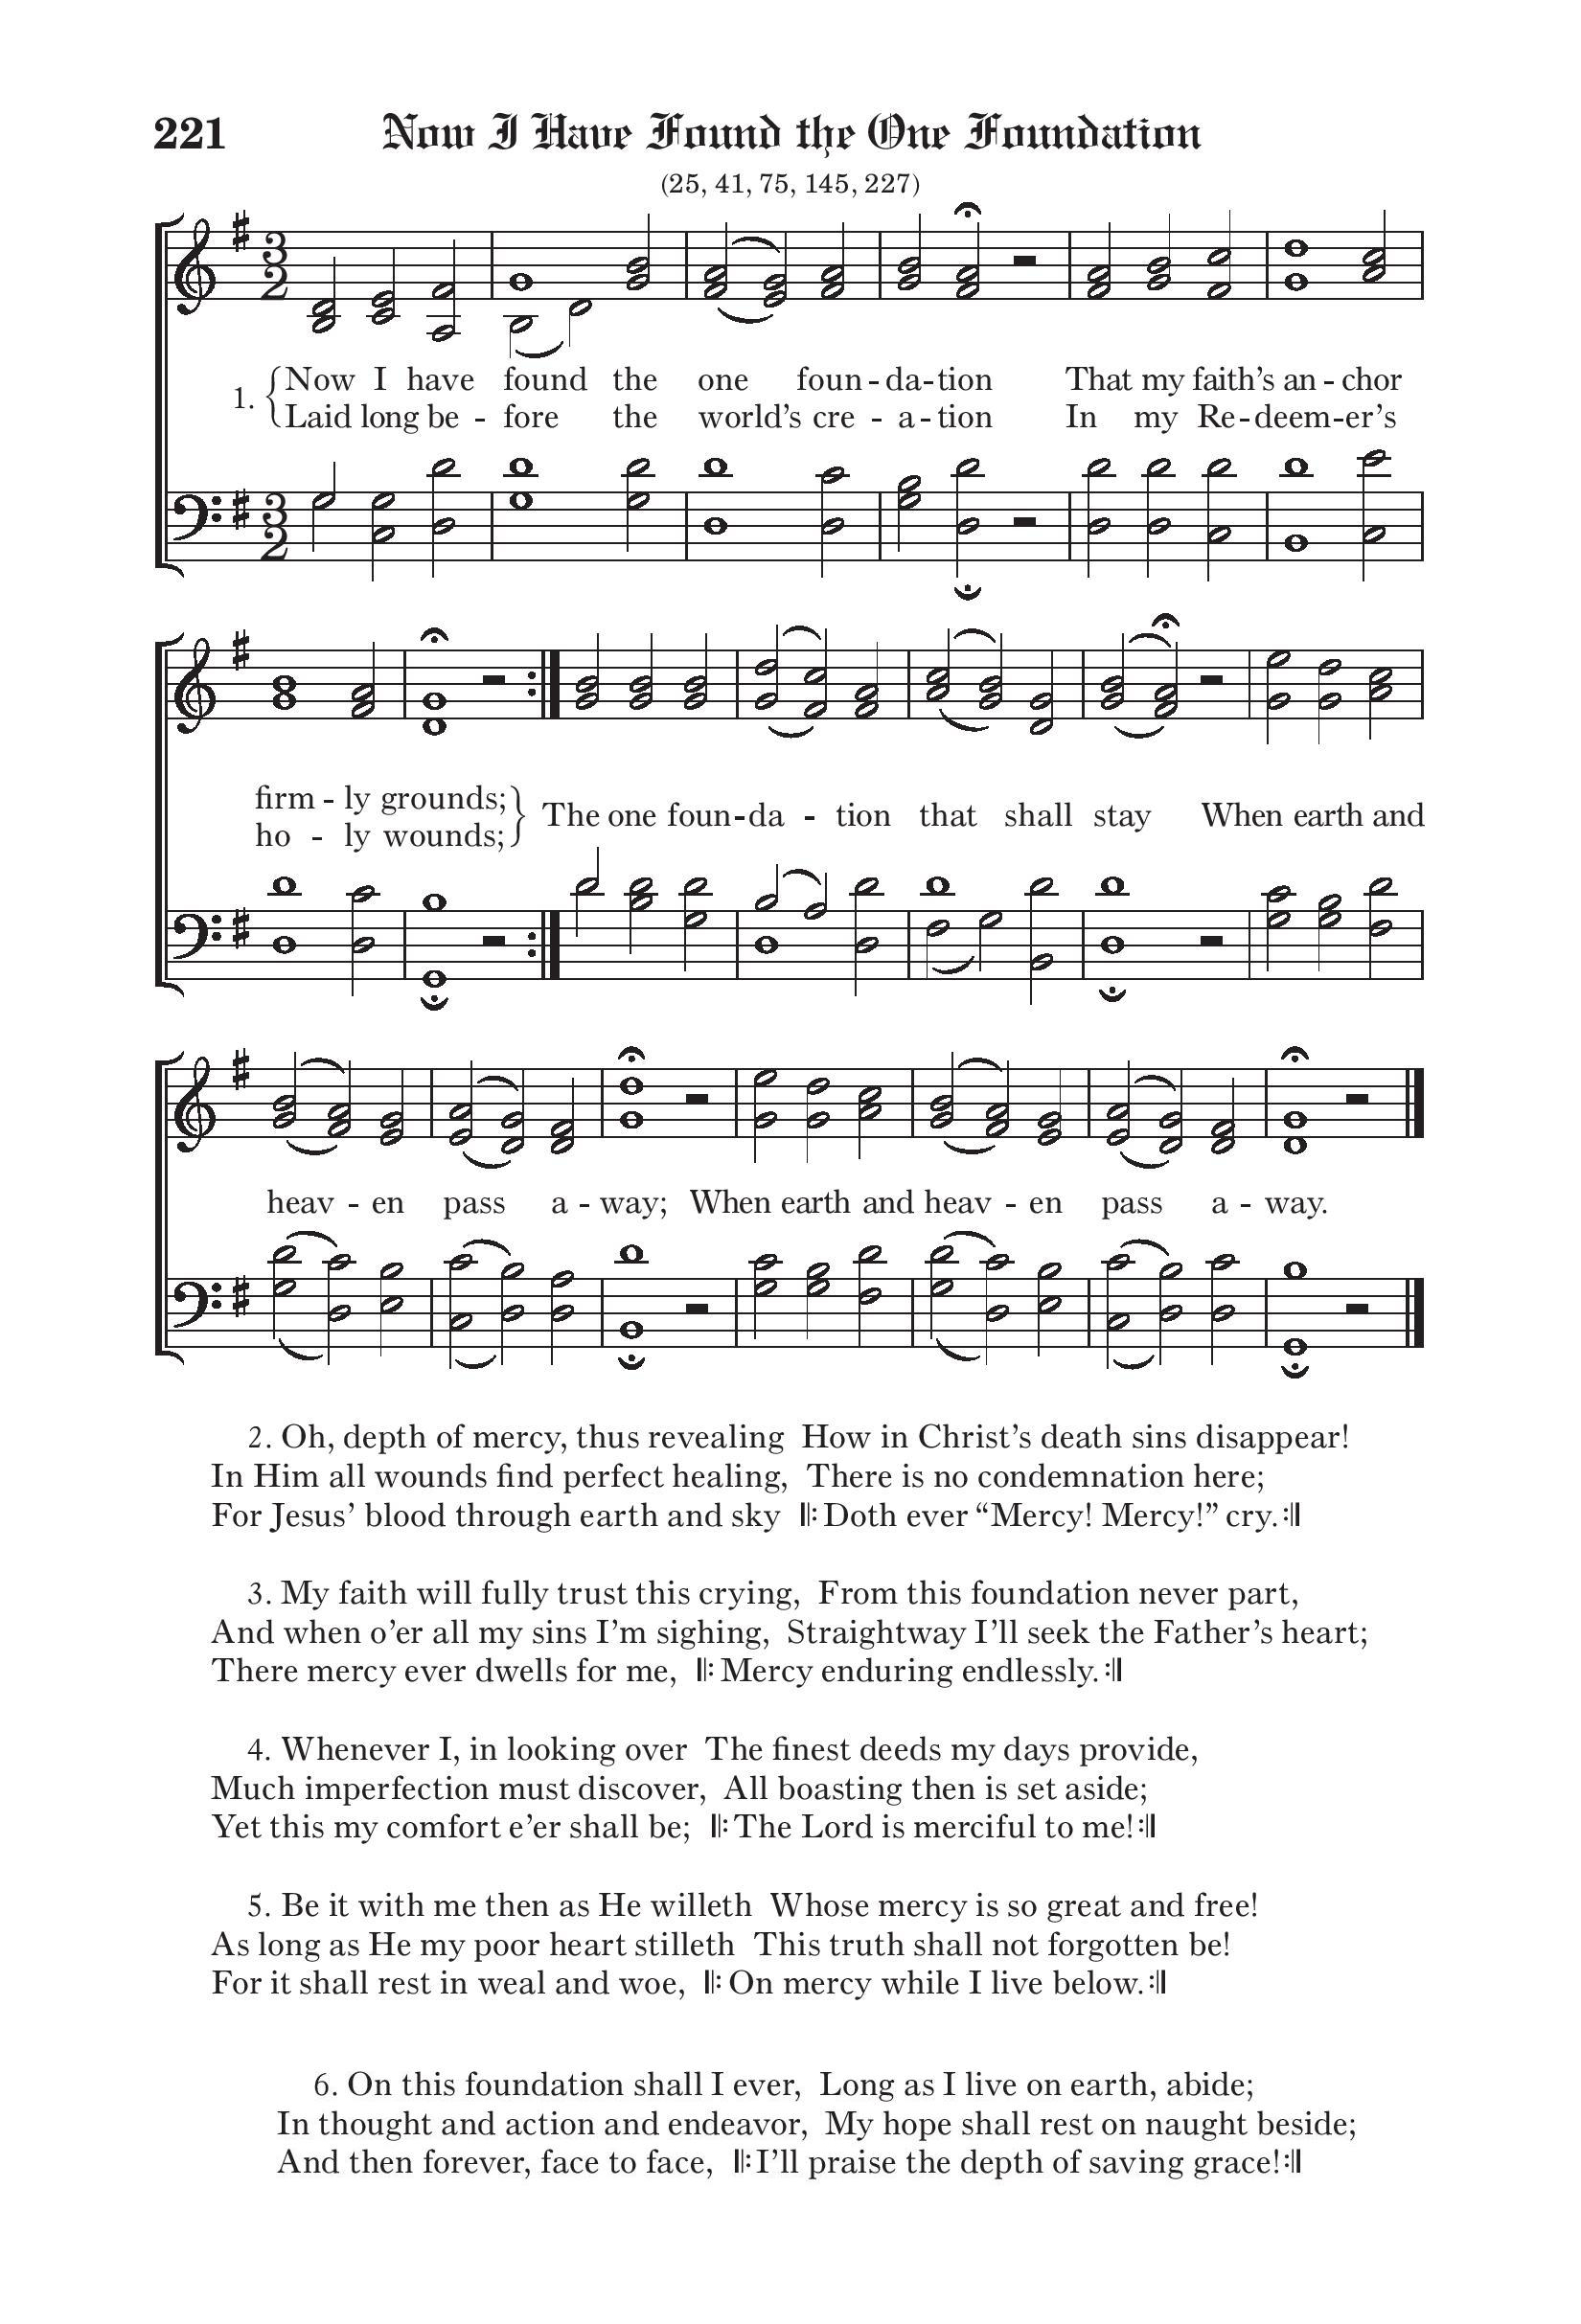 221 Now I Have Found the One Foundation
(25, 41, 75, 145, 227)
1. Now I have found the one foun - da - tion That my faith's an - chor
Laid long be - fore the world's cre - a - tion In my Re - deem - er's
firm - ly grounds; The one foun - da - tion that shall stay When earth and
ho - ly wounds;
heav - en pass a - way; When earth and heav - en pass a - way.
2. Oh, depth of mercy, thus revealing How in Christ's death sins disappear!
In Him all wounds find perfect healing, There is no condemnation here;
For Jesus' blood through earth and sky 𝄆 Doth ever “Mercy! Mercy!” cry. 𝄇
3. My faith will fully trust this crying, From this foundation never part,
And when o'er all my sins I'm sighing, Straightway I'll seek the Father's heart;
There mercy ever dwells for me, 𝄆 Mercy enduring endlessly. 𝄇
4. Whenever I, in looking over The finest deeds my days provide,
Much imperfection must discover, All boasting then is set aside;
Yet this my comfort e'er shall be; 𝄆 The Lord is merciful to me! 𝄇
5. Be it with me then as He willeth Whose mercy is so great and free!
As long as He my poor heart stilleth This truth shall not forgotten be!
For it shall rest in weal and woe, 𝄆 On mercy while I live below. 𝄇
6. On this foundation shall I ever, Long as I live on earth, abide;
In thought and action and endeavor, My hope shall rest on naught beside;
And then forever, face to face, 𝄆 I'll praise the depth of saving grace! 𝄇